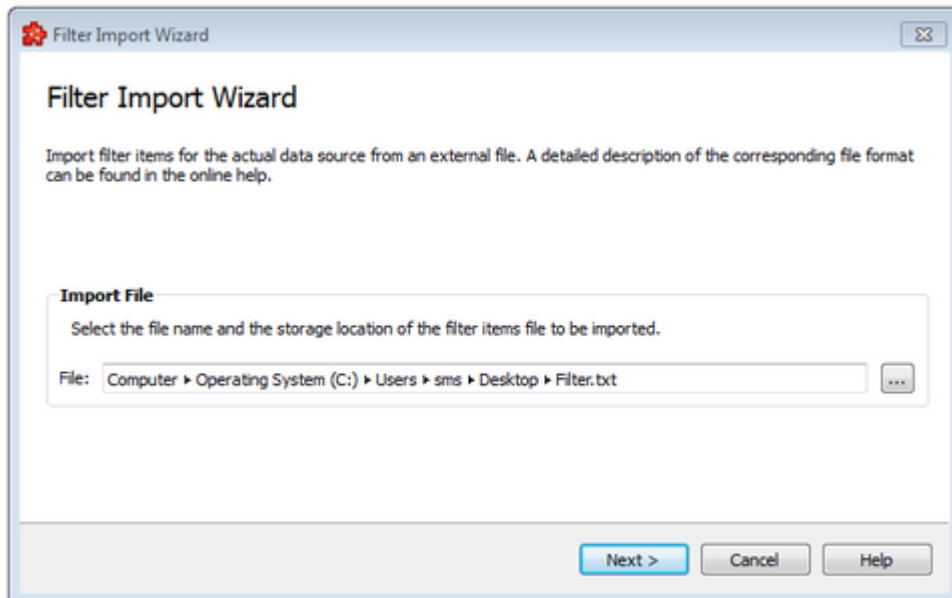 Filter Import Wizard
Filter Import Wizard
Import filter items for the actual data source from an external file. A detailed description of the corresponding file format
can be found in the online help.
Import File
Select the file name and the storage location of the filter items file to be imported.
File: Computer ▸ Operating System (C:) ▸ Users ▸ sms ▸ Desktop ▸ Filter.txt ...
Next > Cancel Help